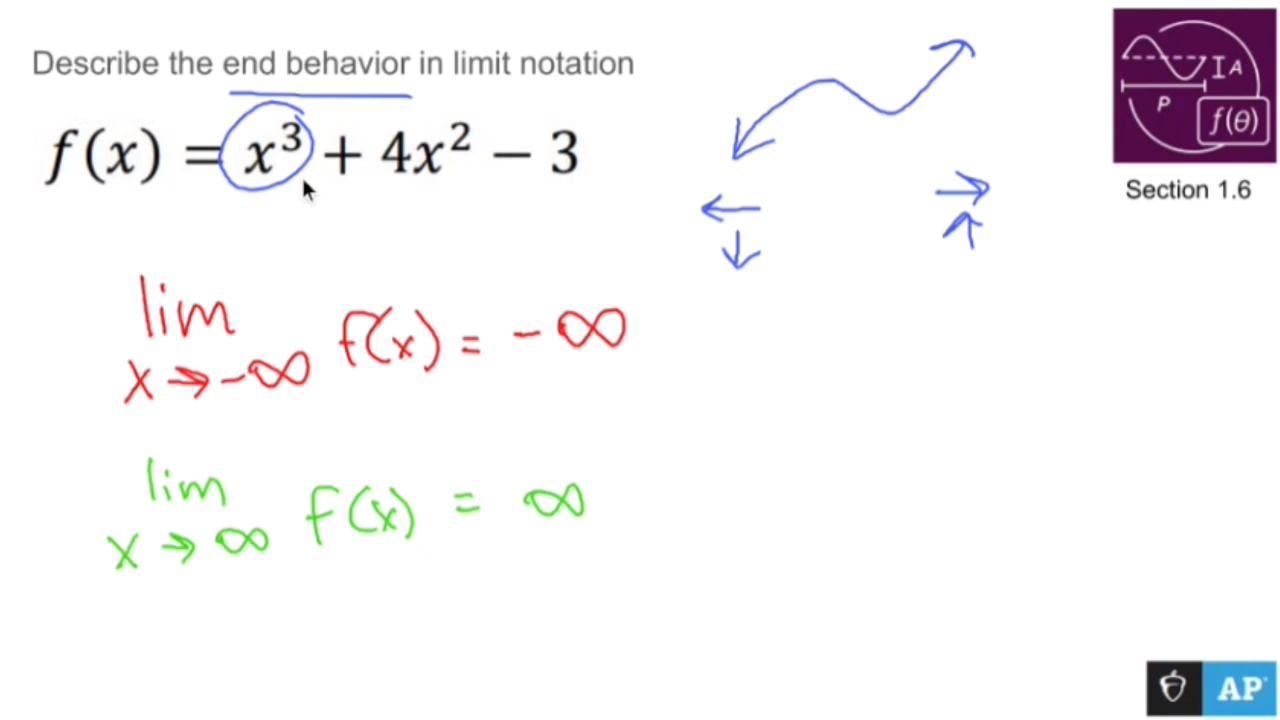 Describe the end behavior in limit notation
f(x) = x³ + 4x² − 3
lim
x → -∞ f(x) = -∞
lim
x → ∞ f(x) = ∞
A
P
f(θ)
Section 1.6
AP